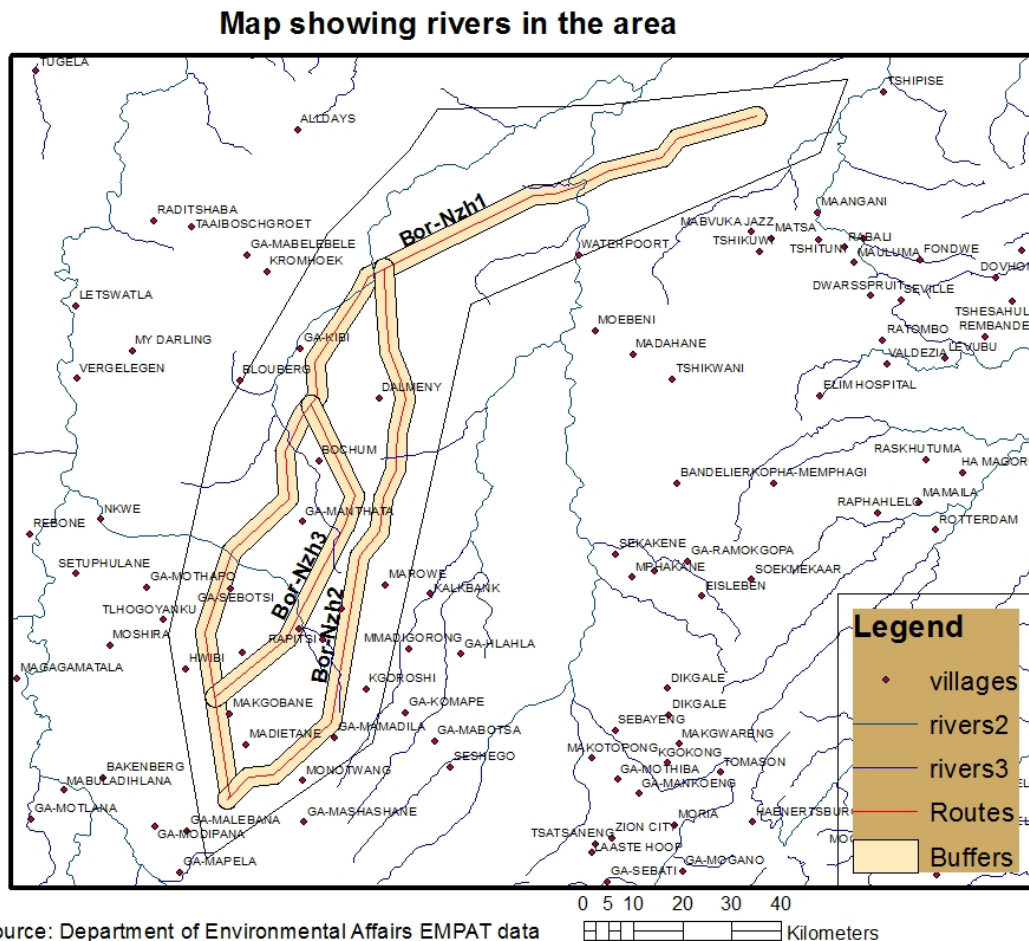 Map showing rivers in the area
TUGELA
TSHIPISE
ALLDAYS
RADITSHABA
TAAIBOSCHGROET
GA-MABELEBELE
KROMHOEK
Bor-Nzh1
WATERPOORT
MAANGANI
MABVUKA JAZZ
MATSA
TSHIKUWI
TSHITUNI
RABALI
MAULUMA
FONDWE
DOVHON
DWARSSPRUIT
SEVILLE
TSHESAHUL
REMBANDE
LETSWATLA
MY DARLING
VERGELEGEN
GA-KIBI
BLOUBERG
DALMENY
MOEBENI
MADAHANE
TSHIKWANI
RATOMBO
LEVUBU
VALDEZIA
ELIM HOSPITAL
BOCHUM
RASKHUTUMA
HA MAGOR
BANDELIERKOP
HA-MEMPHAGI
MAMAILA
RAPHAHLELO
ROTTERDAM
NKWE
REBONE
GA-MANTHATA
SETUPHULANE
GA-MOTHAPO
GA-SEBOTSI
TLHOGOYANKU
MOSHIRA
Bor-Nzh3
Bor-Nzh2
MAROWE
KALKBANK
SEKAKENE
GA-RAMOKGOPA
MPHAKANE
SOEKMEKAAR
EISLEBEN
RAPITSI
MMADIGORONG
GA-HLAHLA
HWIBI
MAGAGAMATALA
KGOROSHI
MAKGOBANE
GA-KOMAPE
GA-MAMADILA
GA-MABOTSA
MADIETANE
SESHEGO
MONOTWANG
DIKGALE
DIKGALE
SEBAYENG
MAKGWARENG
MAKOTOPONG
KGOKONG
TOMASON
GA-MOTHIBA
GA-MANKOENG
BAKENBERG
MABULADIHLANA
GA-MOTLANA
GA-MALEBANA
GA-MODIPANA
GA-MASHASHANE
GA-MAPELA
MORIA
HAENERTSBUR
TSATSANENG
ZION CITY
LAASTE HOOP
GA-MOGANO
GA-SEBATI
Legend
villages
rivers2
rivers3
Routes
Buffers
ource: Department of Environmental Affairs EMPAT data
0 5 10 20 30 40
Kilometers